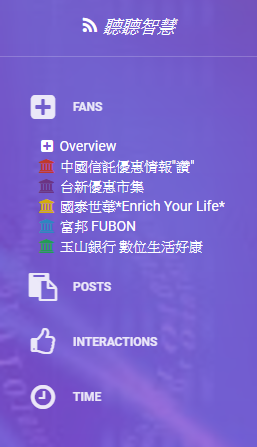 聽聽智慧
FANS
Overview
中國信託優惠情報"讚"
台新優惠市集
國泰世華*Enrich Your Life*
富邦 FUBON
玉山銀行 數位生活好康
POSTS
INTERACTIONS
TIME